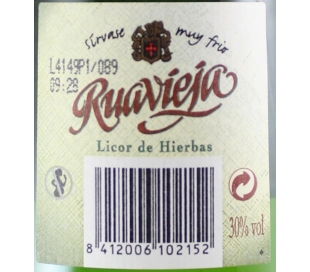 sírvase muy frío
L4149P1/089
09:28
Ruavieja
Licor de Hierbas
30% vol
8 412006 102152